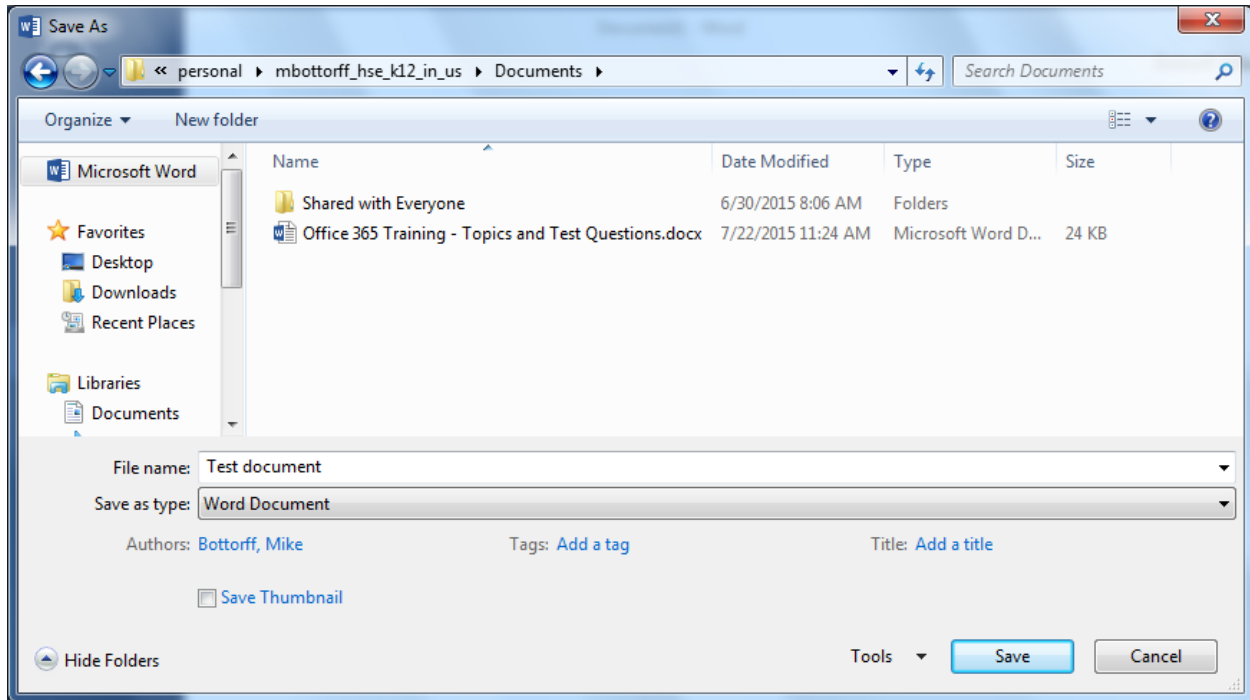 Save As
« personal ▸ mbottorff_hse_k12_in_us ▸ Documents ▸ Search Documents
Organize ▾ New folder
Microsoft Word
Favorites
Desktop
Downloads
Recent Places
Libraries
Documents
Name Date Modified Type Size
Shared with Everyone 6/30/2015 8:06 AM Folders
Office 365 Training - Topics and Test Questions.docx 7/22/2015 11:24 AM Microsoft Word D... 24 KB
File name: Test document
Save as type: Word Document
Authors: Bottorff, Mike Tags: Add a tag Title: Add a title
Save Thumbnail
Hide Folders Tools Save Cancel